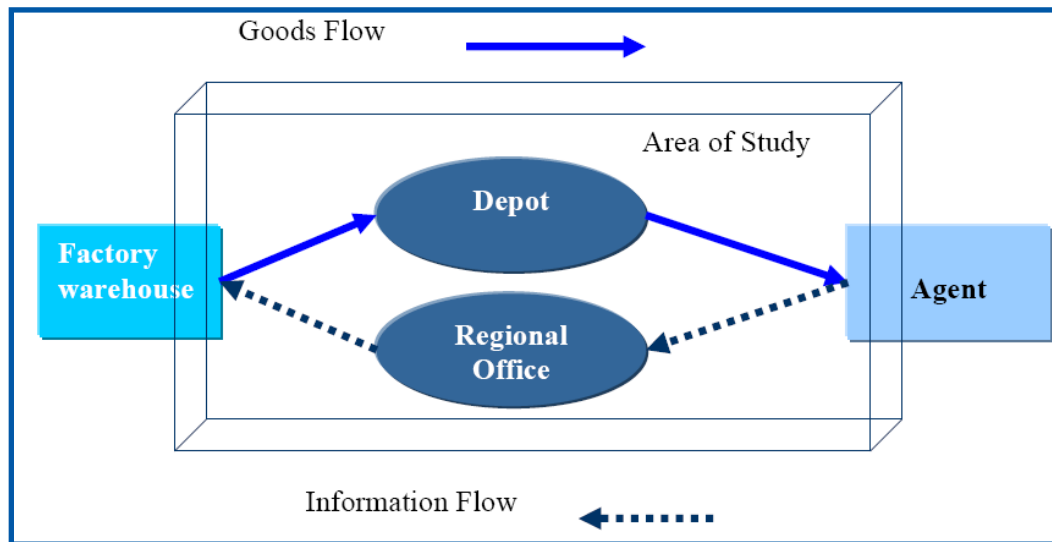 Goods Flow
Area of Study
Depot
Factory
warehouse
Agent
Regional
Office
Information Flow